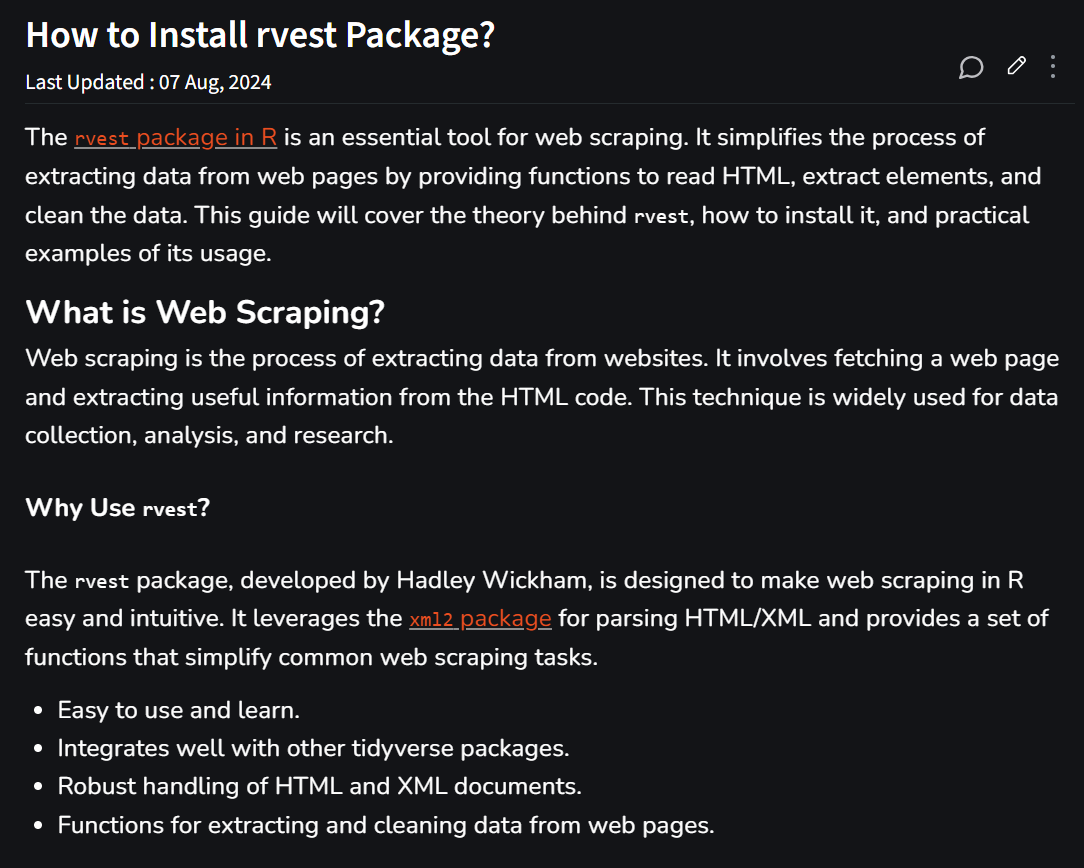 How to Install rvest Package?
Last Updated : 07 Aug, 2024
The rvest package in R is an essential tool for web scraping. It simplifies the process of
extracting data from web pages by providing functions to read HTML, extract elements, and
clean the data. This guide will cover the theory behind rvest, how to install it, and practical
examples of its usage.
What is Web Scraping?
Web scraping is the process of extracting data from websites. It involves fetching a web page
and extracting useful information from the HTML code. This technique is widely used for data
collection, analysis, and research.
Why Use rvest?
The rvest package, developed by Hadley Wickham, is designed to make web scraping in R
easy and intuitive. It leverages the xml2 package for parsing HTML/XML and provides a set of
functions that simplify common web scraping tasks.
• Easy to use and learn.
• Integrates well with other tidyverse packages.
• Robust handling of HTML and XML documents.
• Functions for extracting and cleaning data from web pages.